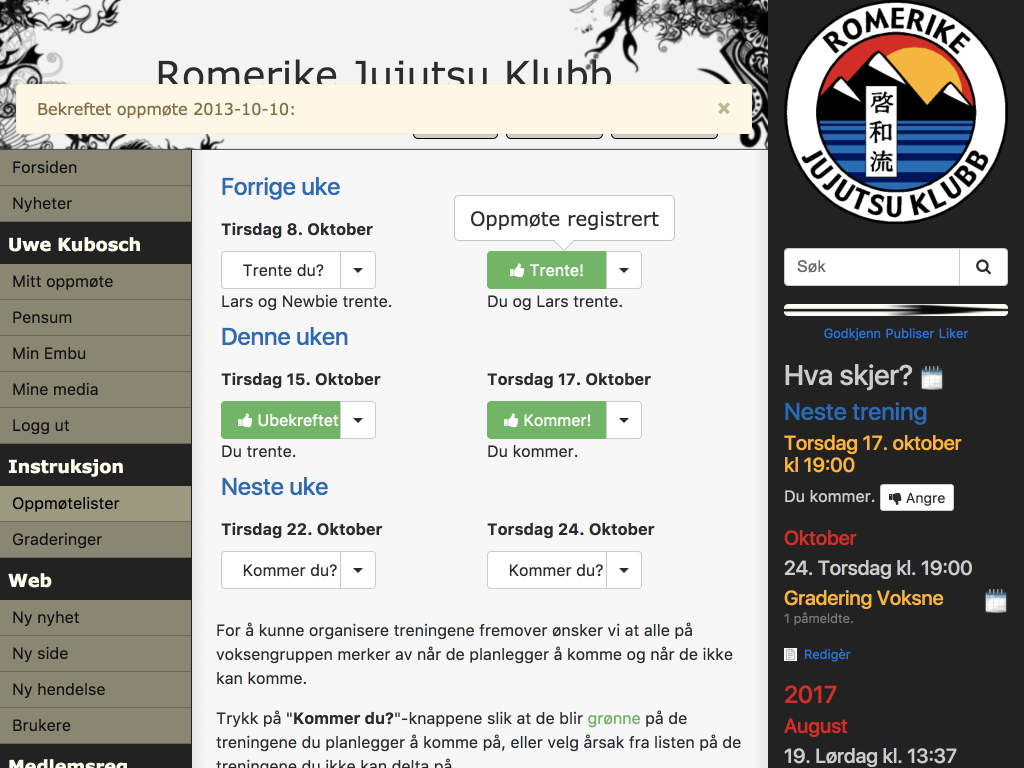 Romerike Jujutsu Klubb
Bekreftet oppmøte 2013-10-10:
×
Forsiden
Nyheter
Uwe Kubosch
Mitt oppmøte
Pensum
Min Embu
Mine media
Logg ut
Instruksjon
Oppmøtelister
Graderinger
Web
Ny nyhet
Ny side
Ny hendelse
Brukere
Medlemsreg
Forrige uke
Oppmøte registrert
Tirsdag 8. Oktober
Trente du?
Trente!
Lars og Newbie trente.
Du og Lars trente.
Denne uken
Tirsdag 15. Oktober
Torsdag 17. Oktober
Ubekreftet
Kommer!
Du trente.
Du kommer.
Neste uke
Tirsdag 22. Oktober
Torsdag 24. Oktober
Kommer du?
Kommer du?
For å kunne organisere treningene fremover ønsker vi at alle på
voksengruppen merker av når de planlegger å komme og når de ikke
kan komme.
Trykk på "Kommer du?"-knappene slik at de blir grønne på de
treningene du planlegger å komme på, eller velg årsak fra listen på de
treningene du ikke kan delta på.
ROMERIKE
啓和流
JUJUTSU KLUBB
Søk
Godkjenn Publiser Liker
Hva skjer?
Neste trening
Torsdag 17. oktober
kl 19:00
Du kommer. Angre
Oktober
24. Torsdag kl. 19:00
Gradering Voksne
1 påmeldte.
Redigèr
2017
August
19. Lørdag kl. 13:37